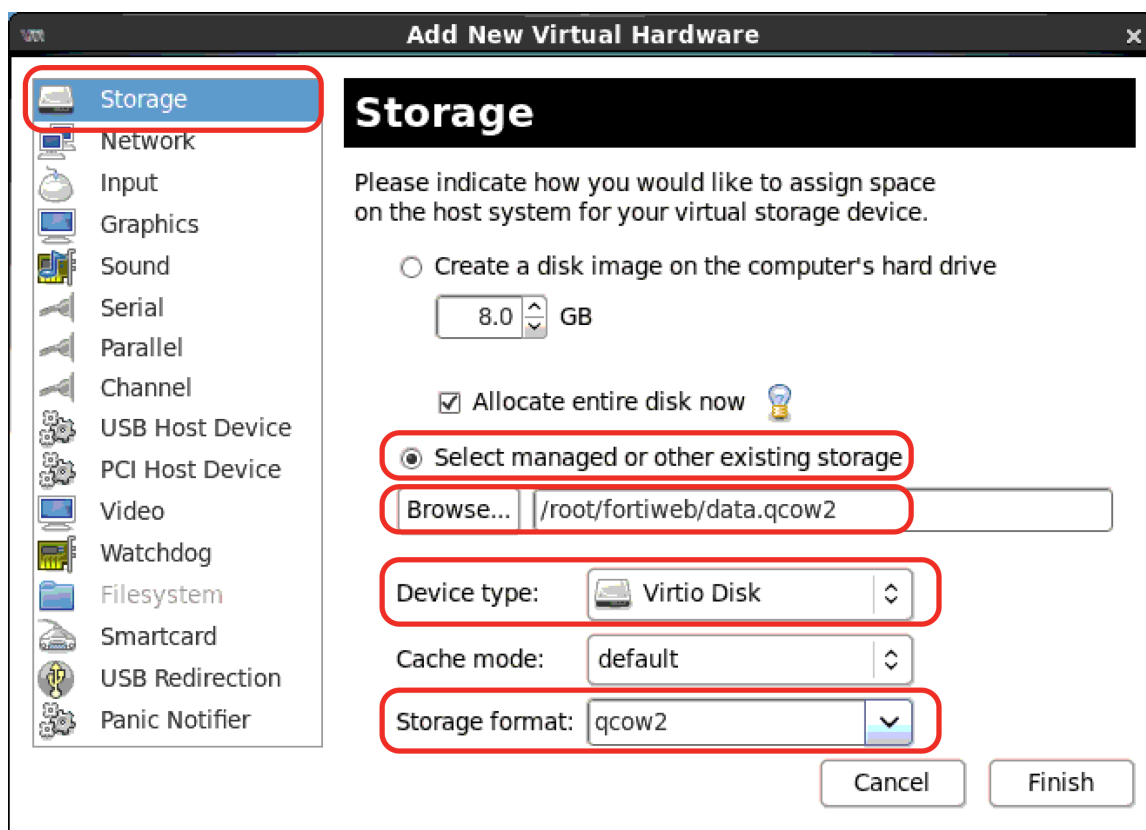 Add New Virtual Hardware
Storage
Network
Input
Graphics
Sound
Serial
Parallel
Channel
USB Host Device
PCI Host Device
Video
Watchdog
Filesystem
Smartcard
USB Redirection
Panic Notifier
Storage
Please indicate how you would like to assign space
on the host system for your virtual storage device.
Create a disk image on the computer's hard drive
8.0 GB
Allocate entire disk now
Select managed or other existing storage
Browse... /root/fortiweb/data.qcow2
Device type: Virtio Disk
Cache mode: default
Storage format: qcow2
Cancel Finish